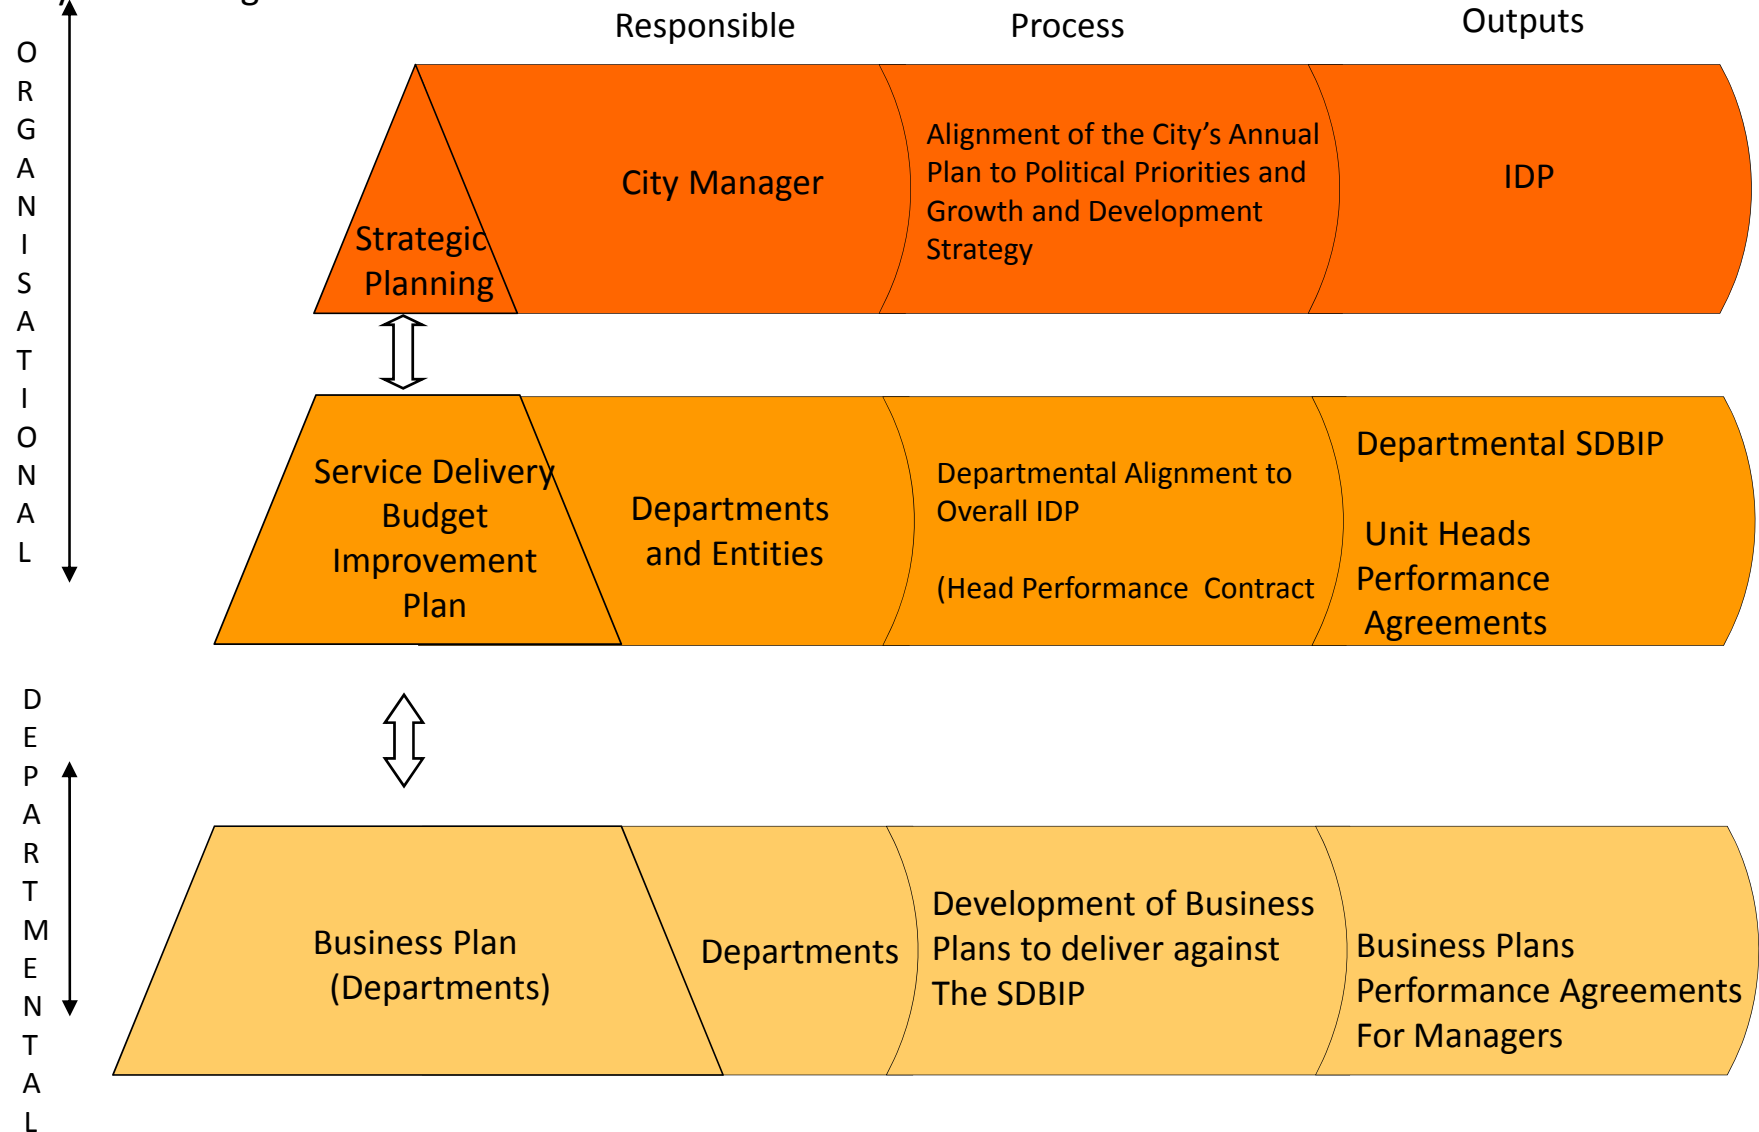 Responsible
Process
Outputs
ORGANISATIONAL
Strategic
Planning
City Manager
Alignment of the City’s Annual
Plan to Political Priorities and
Growth and Development
Strategy
IDP
Service Delivery
Budget
Improvement
Plan
Departments
and Entities
Departmental Alignment to
Overall IDP
(Head Performance Contract
Departmental SDBIP
Unit Heads
Performance
Agreements
DEPARTMENTAL
Business Plan
(Departments)
Departments
Development of Business
Plans to deliver against
The SDBIP
Business Plans
Performance Agreements
For Managers